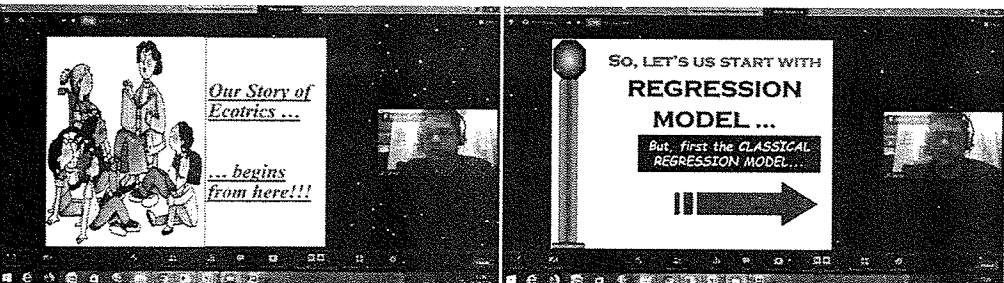 Our Story of
Ecotrics ...
... begins
from here!!!
SO, LET'S US START WITH
REGRESSION
MODEL ...
But, first the CLASSICAL
REGRESSION MODEL...